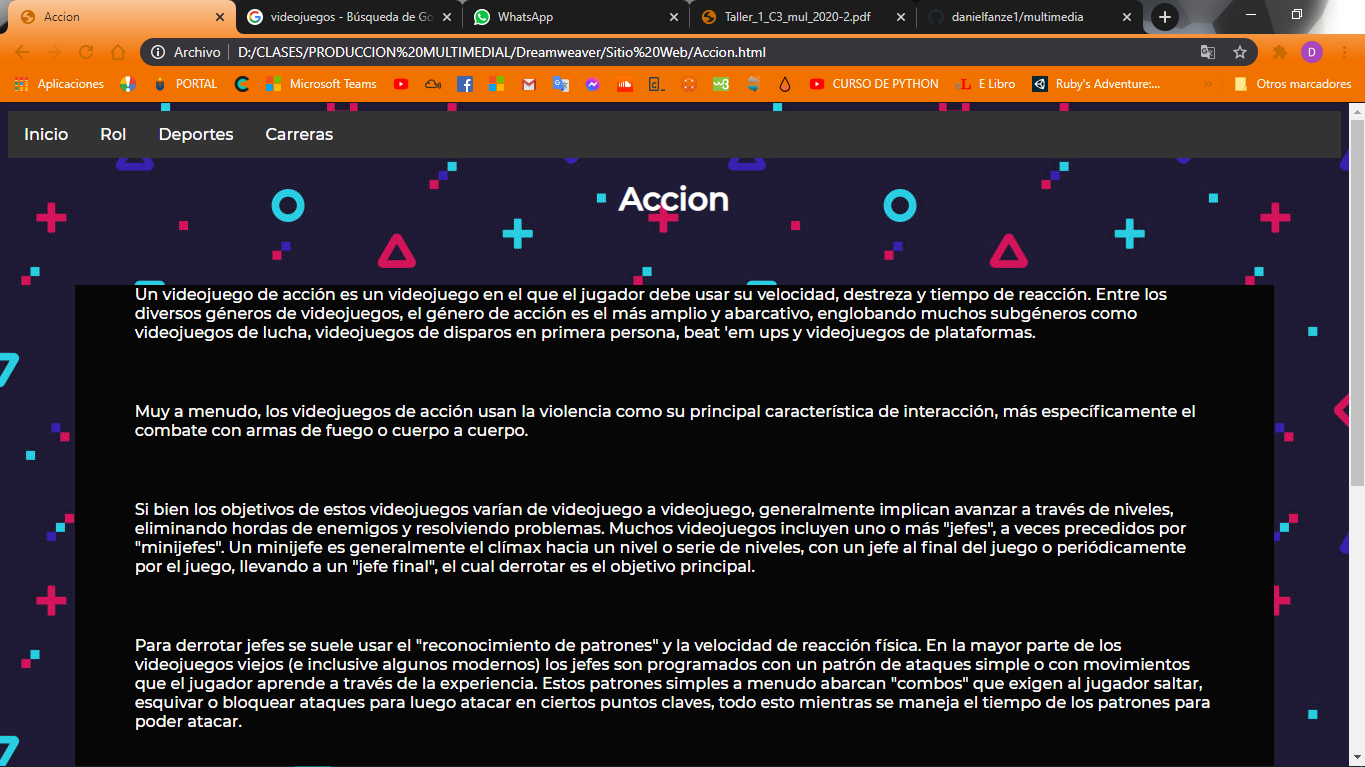 Accion
videojuegos - Búsqueda de Go
WhatsApp
Taller_1_C3_mul_2020-2.pdf
danielfanze1/multimedia
Archivo
D:/CLASES/PRODUCCION%20MULTIMEDIAL/Dreamweaver/Sitio%20Web/Accion.html
D
Aplicaciones
PORTAL
Microsoft Teams
CURSO DE PYTHON
E Libro
Ruby's Adventure:...
»
Otros marcadores
Inicio Rol Deportes Carreras
Accion
Un videojuego de acción es un videojuego en el que el jugador debe usar su velocidad, destreza y tiempo de reacción. Entre los
diversos géneros de videojuegos, el género de acción es el más amplio y abarcativo, englobando muchos subgéneros como
videojuegos de lucha, videojuegos de disparos en primera persona, beat 'em ups y videojuegos de plataformas.
Muy a menudo, los videojuegos de acción usan la violencia como su principal característica de interacción, más específicamente el
combate con armas de fuego o cuerpo a cuerpo.
Si bien los objetivos de estos videojuegos varían de videojuego a videojuego, generalmente implican avanzar a través de niveles,
eliminando hordas de enemigos y resolviendo problemas. Muchos videojuegos incluyen uno o más "jefes", a veces precedidos por
"minijefes". Un minijefe es generalmente el clímax hacia un nivel o serie de niveles, con un jefe al final del juego o periódicamente
por el juego, llevando a un "jefe final", el cual derrotar es el objetivo principal.
Para derrotar jefes se suele usar el "reconocimiento de patrones" y la velocidad de reacción física. En la mayor parte de los
videojuegos viejos (e inclusive algunos modernos) los jefes son programados con un patrón de ataques simple o con movimientos
que el jugador aprende a través de la experiencia. Estos patrones simples a menudo abarcan "combos" que exigen al jugador saltar,
esquivar o bloquear ataques para luego atacar en ciertos puntos claves, todo esto mientras se maneja el tiempo de los patrones para
poder atacar.